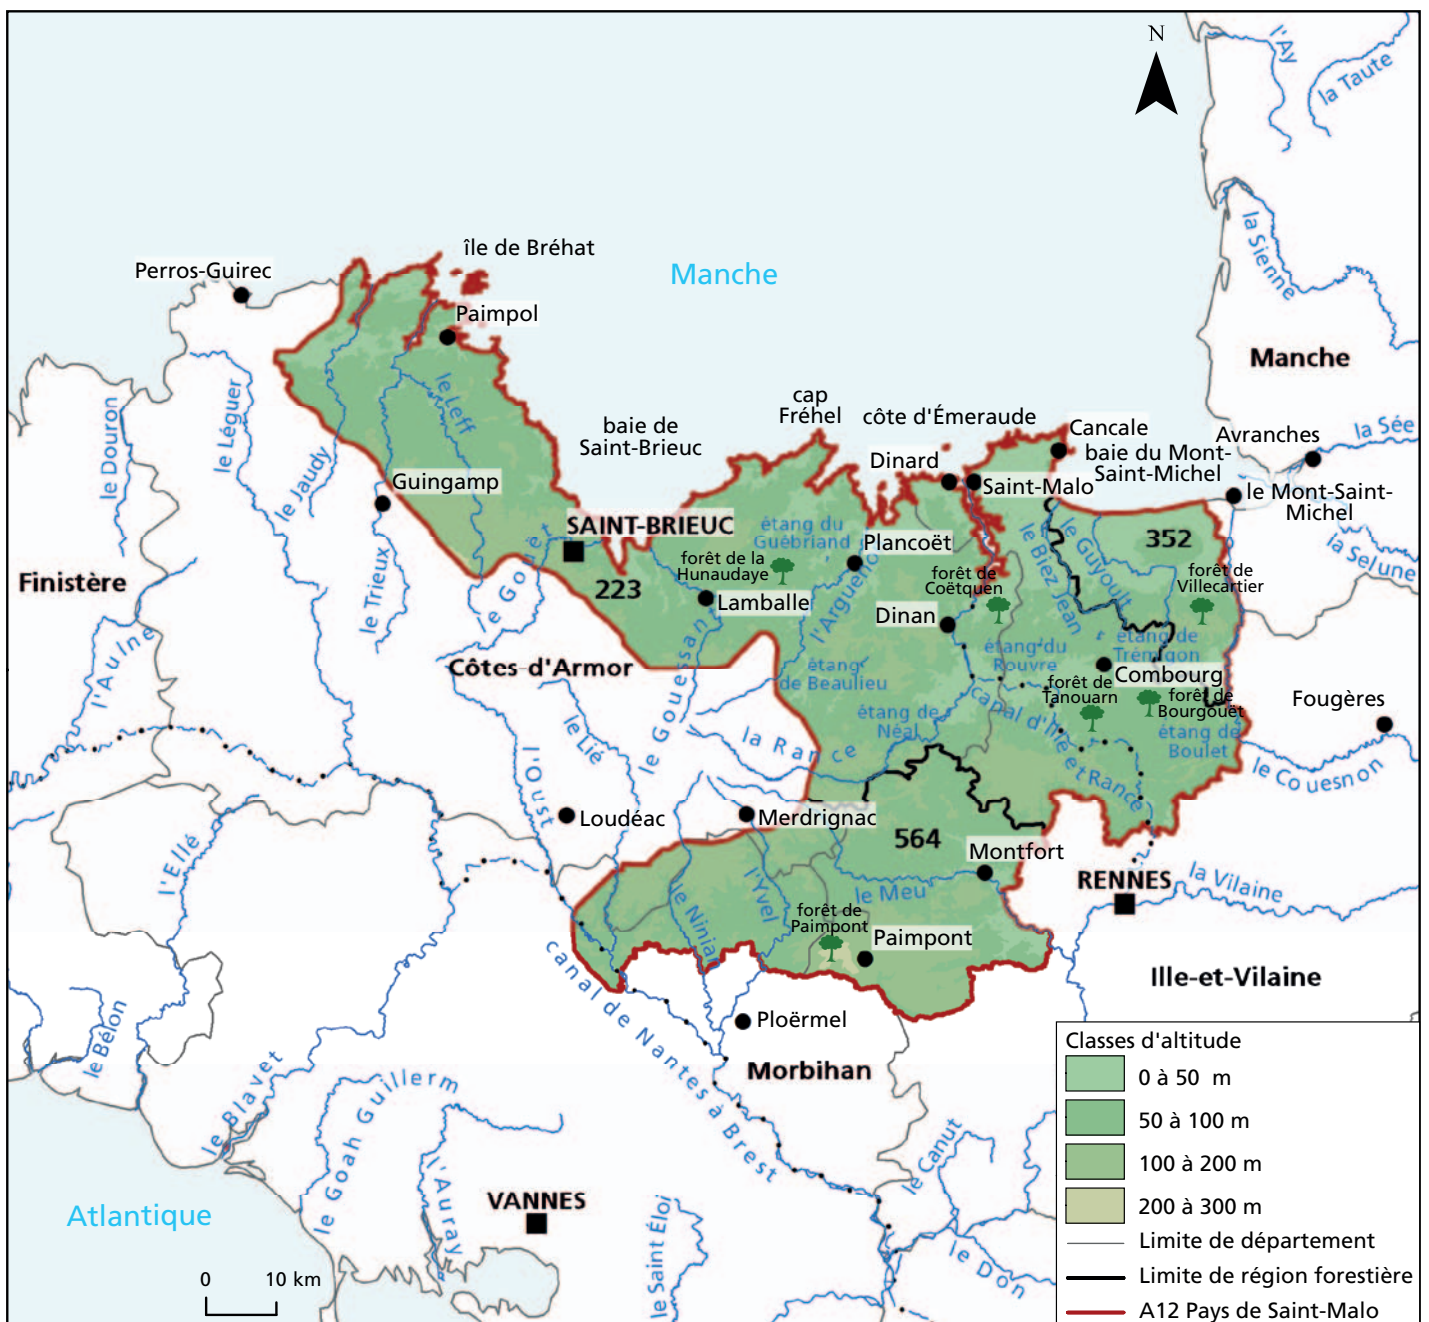 N
l'Ay
la Taute
la Sienne
île de Bréhat
Perros-Guirec
Manche
Paimpol
Manche
le Douron
le Léguer
le Leff
cap
Fréhel
côte d'Émeraude
Cancale
baie de
Saint-Brieuc
baie du Mont-
Saint-Michel
Avranches
la Sée
le Jaudy
Guingamp
Dinard
Saint-Malo
le Mont-Saint-
Michel
SAINT-BRIEUC
étang du
Guébriand
Plancoët
le Guyoult
352
la Selune
le Gouët
forêt de la
Hunaudaye
forêt de
Coëtquen
le Biez Jean
forêt de
Villecartier
Finistère
le Trieux
223
Lamballe
l'Arguenon
Dinan
l'Aulne
Côtes-d'Armor
étang du
Rouvre
étang de
Trémigon
Combourg
étang
de Beaulieu
forêt de
Tanouarn
forêt de
Bourgouët
Fougères
le Gouessan
le Lié
étang de
Néal
canal d'Ille et Rance
étang de
Boulet
la Rance
l'Oust
le Couesnon
Loudéac
Merdrignac
564
Montfort
l'Ellé
RENNES
la Vilaine
le Ninian
l'Yvel
le Meu
forêt de
Paimpont
Paimpont
Ille-et-Vilaine
canal de Nantes à Brest
le Bélon
Ploërmel
Morbihan
le Blavet
le Goah Guillerm
l'Auray
VANNES
le Saint Éloi
le Canut
le Don
Atlantique
0 10 km
Classes d'altitude
0 à 50 m
50 à 100 m
100 à 200 m
200 à 300 m
Limite de département
Limite de région forestière
A12 Pays de Saint-Malo